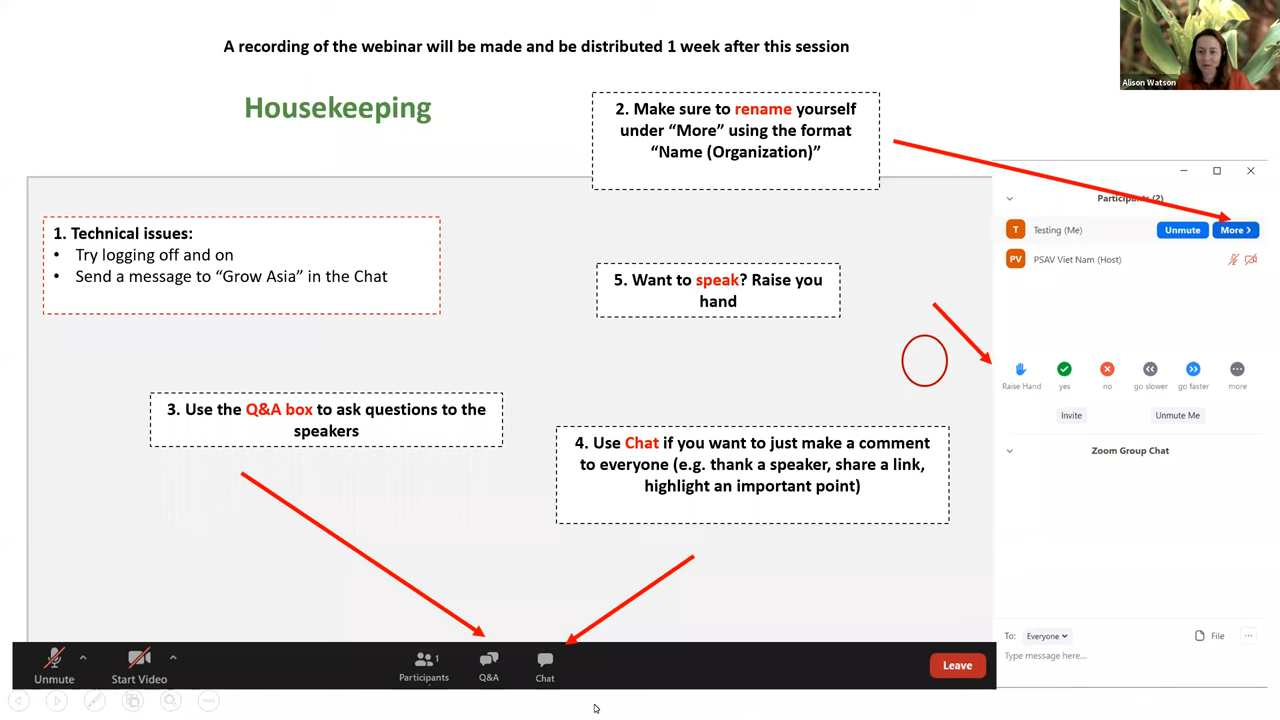 A recording of the webinar will be made and be distributed 1 week after this session
Alison Watson
Housekeeping
2. Make sure to rename yourself
under “More” using the format
“Name (Organization)”
1. Technical issues:
• Try logging off and on
• Send a message to “Grow Asia” in the Chat
5. Want to speak? Raise you
hand
3. Use the Q&A box to ask questions to the
speakers
4. Use Chat if you want to just make a comment
to everyone (e.g. thank a speaker, share a link,
highlight an important point)
Participants (2)
T Testing (Me) Unmute More >
PV PSAV Viet Nam (Host)
Raise Hand yes no go slower go faster more
Invite Unmute Me
Zoom Group Chat
To: Everyone File
Type message here...
Unmute Start Video Participants 1 Q&A Chat Leave